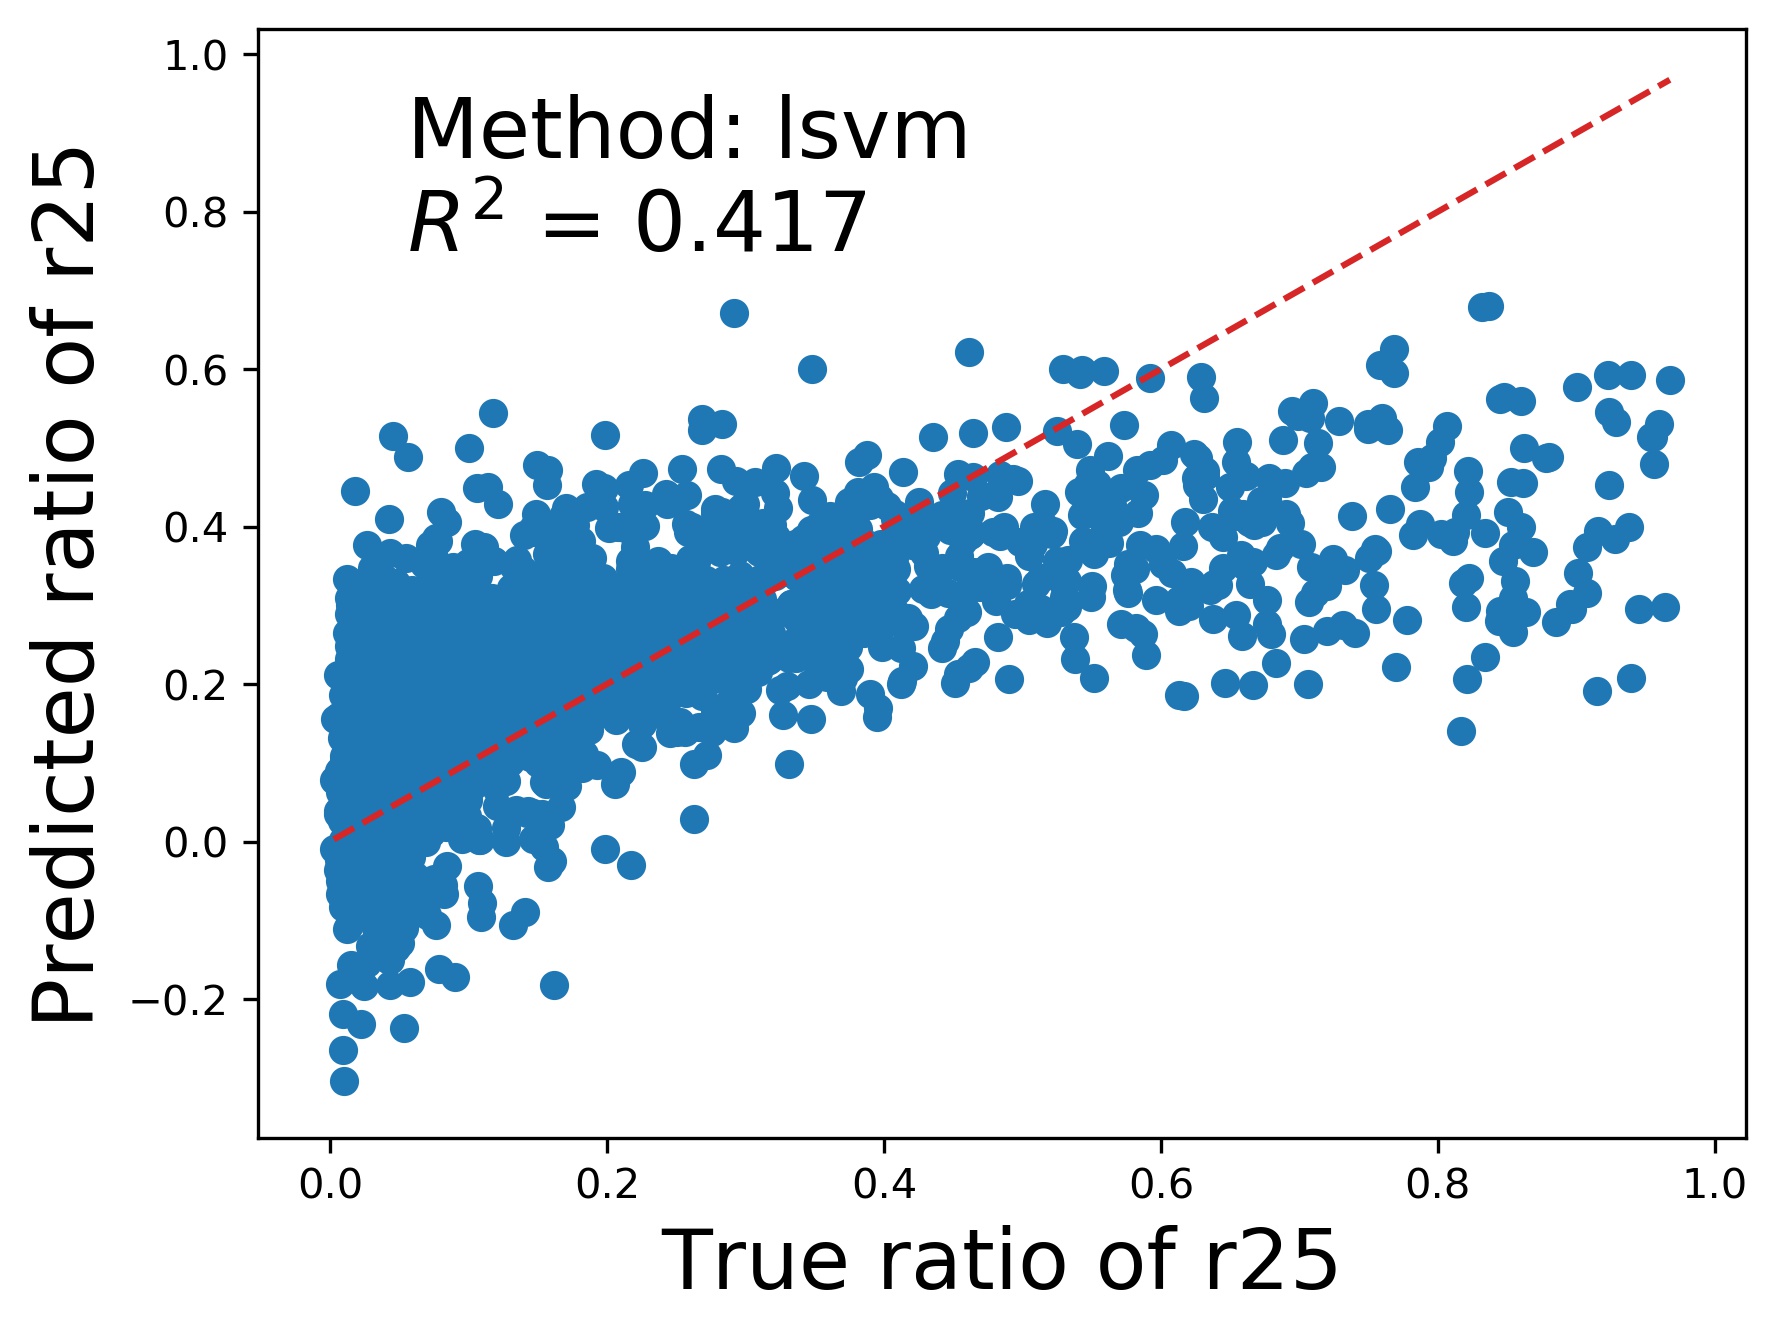 Method: lsvm
R² = 0.417
Predicted ratio of r25
1.0
0.8
0.6
0.4
0.2
0.0
−0.2
0.0 0.2 0.4 0.6 0.8 1.0
True ratio of r25